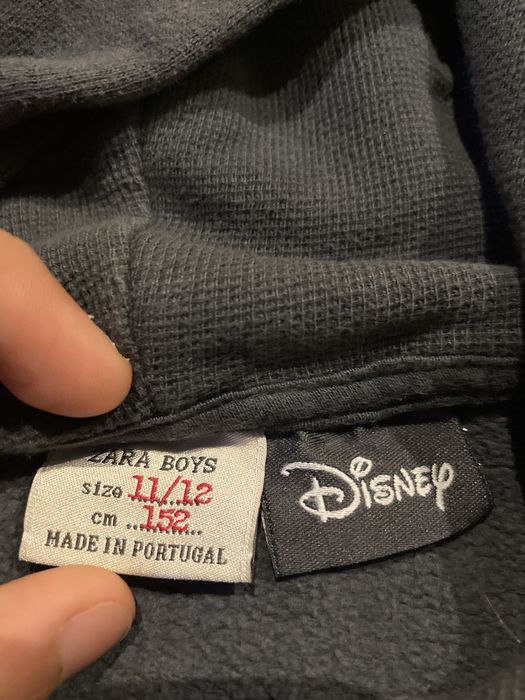 ZARA BOYS
size 11/12
cm ..152...
MADE IN PORTUGAL
DISNEY